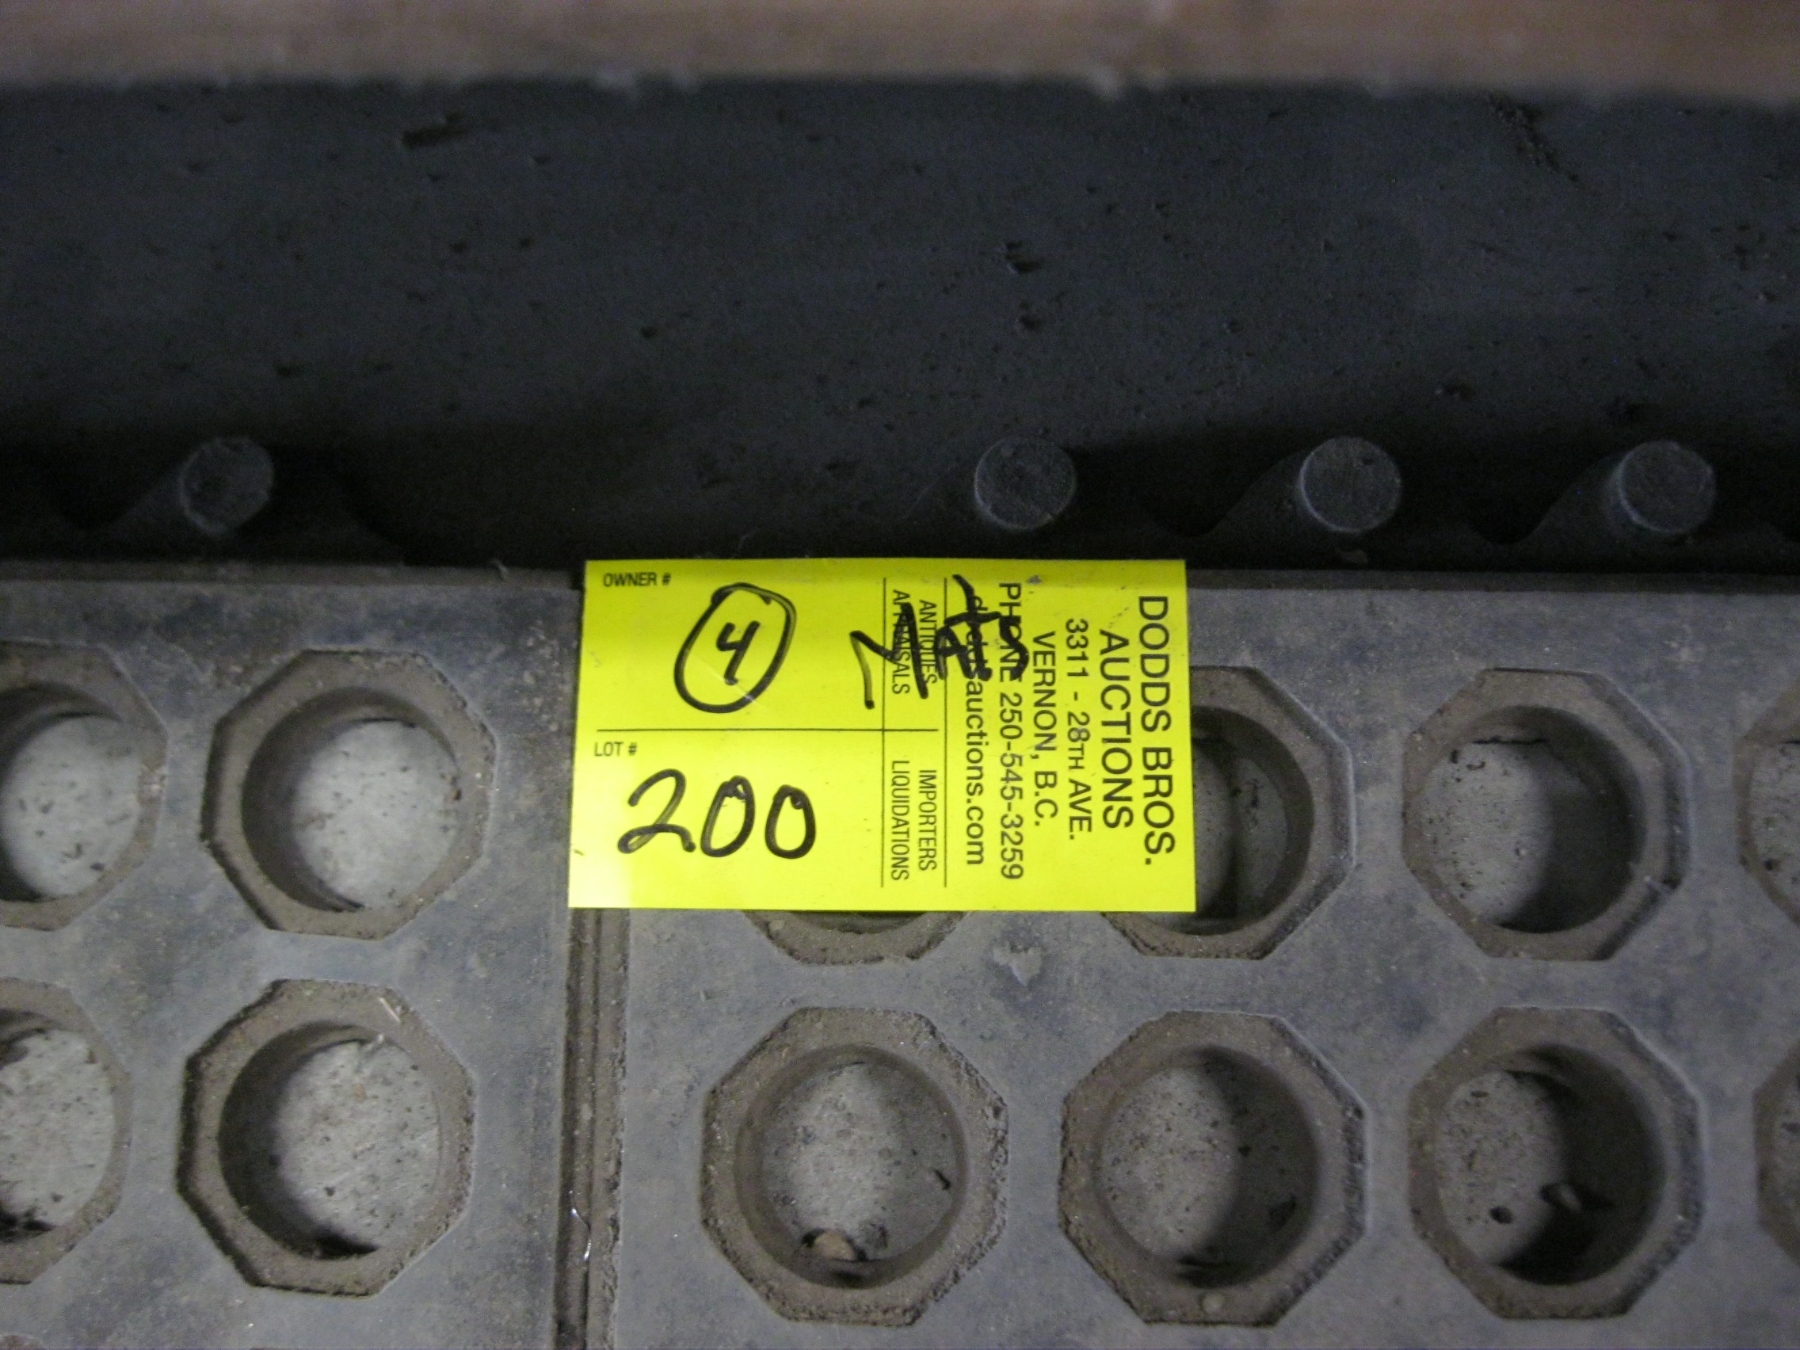 DODDS BROS.
AUCTIONS
3311 - 28TH AVE.
VERNON, B.C.
PHONE 250-545-3259
doddsauctions.com
ANTIQUES
APPRAISALS
IMPORTERS
LIQUIDATIONS
OWNER #
4
Mats
LOT #
200